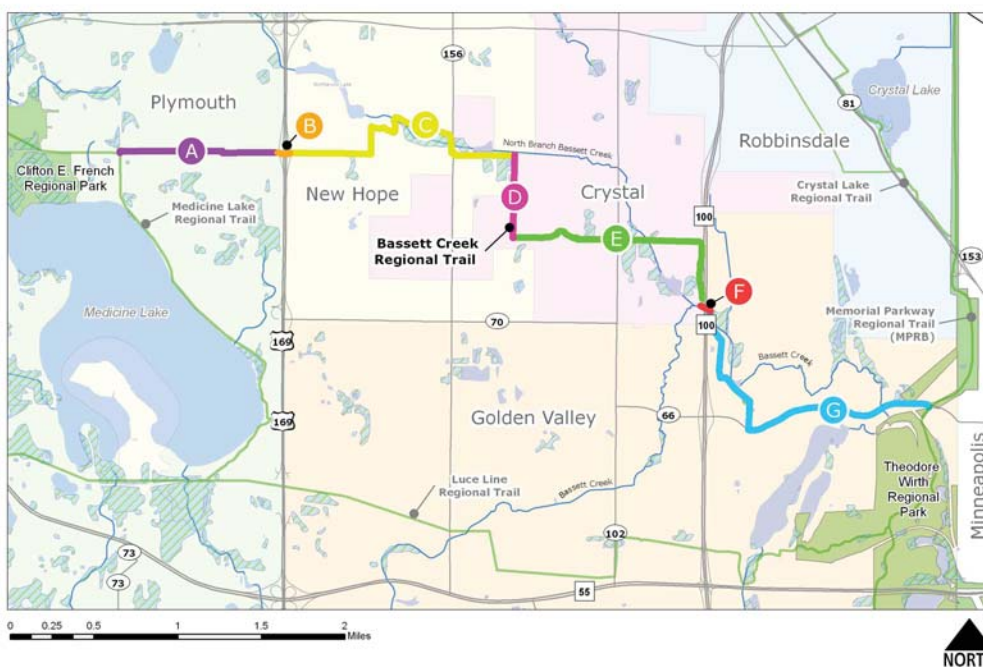 156
Plymouth
B
C
A
81
Crystal Lake
Robbinsdale
North Branch Bassett Creek
Clifton E. French
Regional Park
New Hope
D
Crystal
Crystal Lake
Regional Trail
Medicine Lake
Regional Trail
100
Bassett Creek
Regional Trail
E
153
F
Medicine Lake
70
100
Memorial Parkway
Regional Trail
(MPRB)
169
Bassett Creek
169
Golden Valley
66
G
Luce Line
Regional Trail
Bassett Creek
Theodore
Wirth
Regional
Park
Minneapolis
102
73
73
55
0 0.25 0.5 1 1.5 2
Miles
NORTH